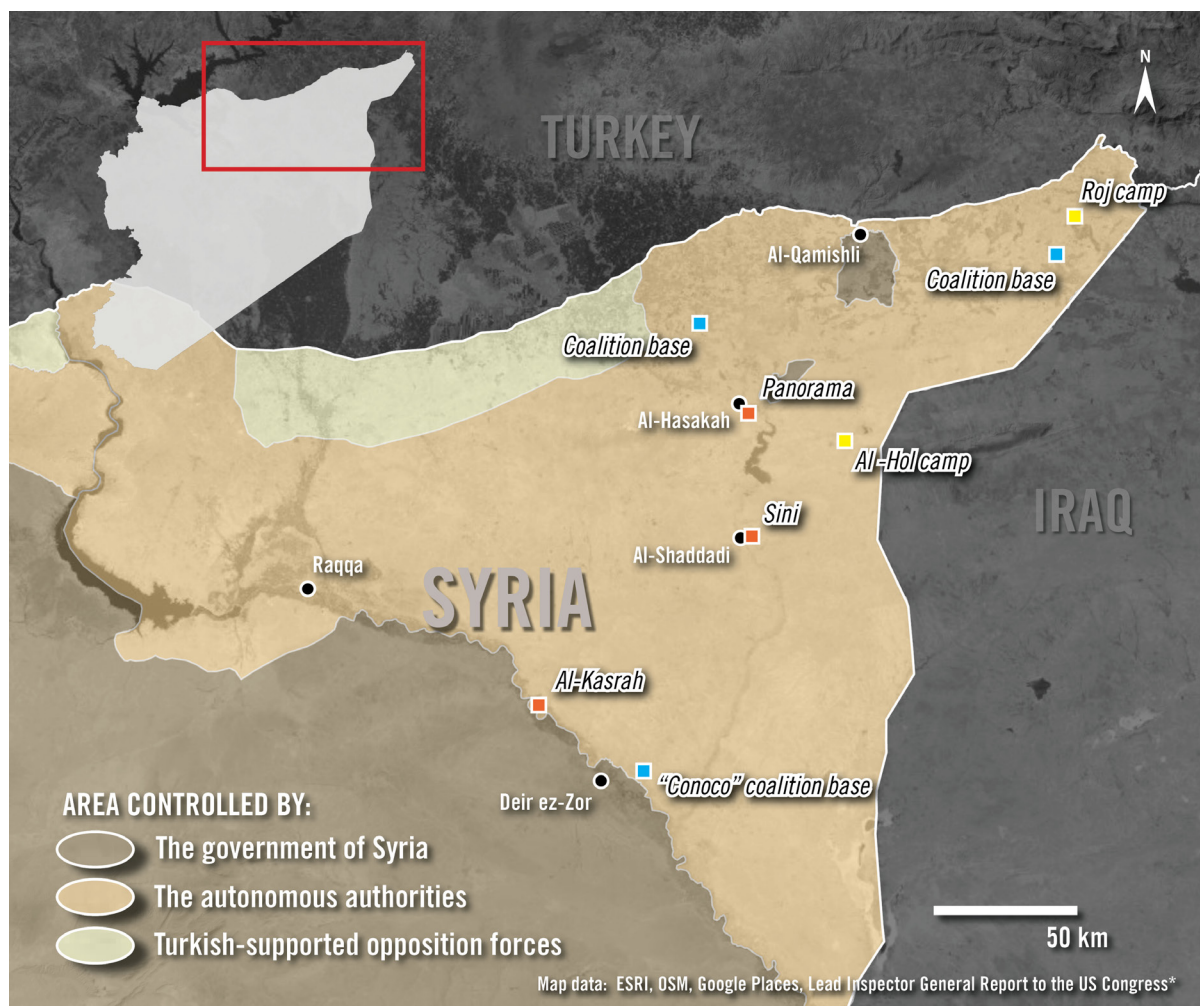 N
TURKEY
Roj camp
Al-Qamishli
Coalition base
Coalition base
Panorama
Al-Hasakah
Al-Hol camp
IRAQ
Sini
Al-Shaddadi
Raqqa
SYRIA
Al-Kasrah
"Conoco" coalition base
Deir ez-Zor
AREA CONTROLLED BY:
The government of Syria
The autonomous authorities
Turkish-supported opposition forces
50 km
Map data: ESRI, OSM, Google Places, Lead Inspector General Report to the US Congress*